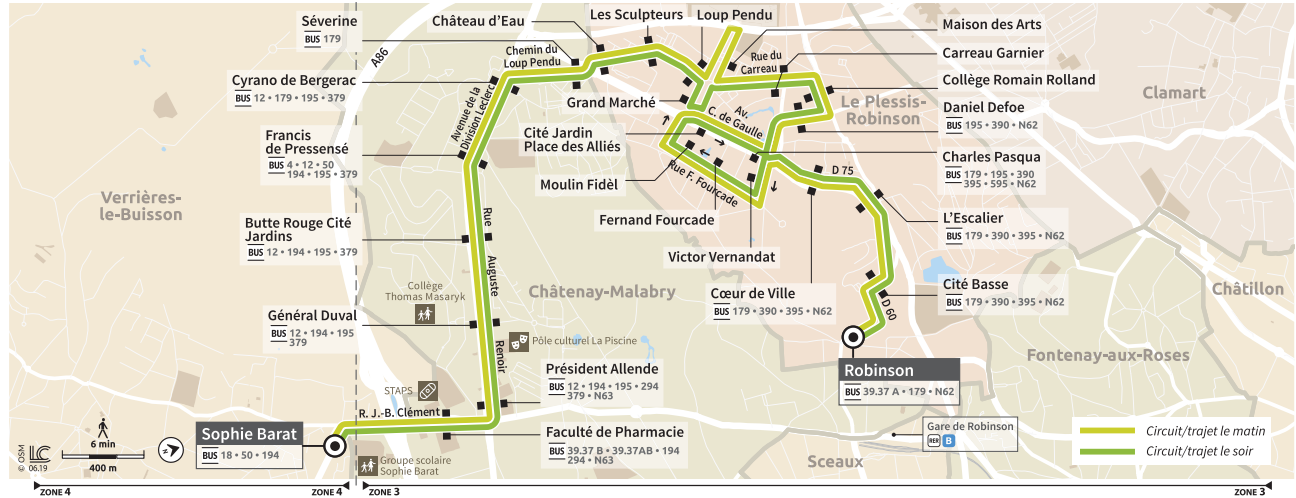 Séverine
BUS 179
Château d'Eau
Les Sculpteurs
Loup Pendu
Maison des Arts
A86
Chemin du
Loup Pendu
Rue du
Carreau
Carreau Garnier
Cyrano de Bergerac
BUS 12 • 179 • 195 • 379
Avenue de la
Division Leclerc
Grand Marché
Av.
C. de Gaulle
Collège Romain Rolland
Le Plessis-
Robinson
Clamart
Daniel Defoe
BUS 195 • 390 • N62
Francis
de Pressensé
BUS 4 • 12 • 50
194 • 195 • 379
Cité Jardin
Place des Alliés
Charles Pasqua
BUS 179 • 195 • 390
395 • 595 • N62
Moulin Fidèl
Rue F. Fourcade
D 75
Verrières-
le-Buisson
Butte Rouge Cité
Jardins
BUS 12 • 194 • 195 • 379
Rue
Auguste
Renoir
Fernand Fourcade
L'Escalier
BUS 179 • 390 • 395 • N62
Victor Vernandat
Collège
Thomas Masaryk
Châtenay-Malabry
Cœur de Ville
BUS 179 • 390 • 395 • N62
Cité Basse
BUS 179 • 390 • 395 • N62
D 60
Châtillon
Général Duval
BUS 12 • 194 • 195
379
Pôle culturel La Piscine
Fontenay-aux-Roses
Robinson
BUS 39.37 A • 179 • N62
Président Allende
BUS 12 • 194 • 195 • 294
379 • N63
STAPS
R. J.-B. Clément
Sophie Barat
BUS 18 • 50 • 194
Faculté de Pharmacie
BUS 39.37 B • 39.37AB • 194
294 • N63
Gare de Robinson
RER B
Sceaux
Groupe scolaire
Sophie Barat
Circuit/trajet le matin
Circuit/trajet le soir
6 min
400 m
N
© OSM
LC
06.19
ZONE 4
ZONE 4
ZONE 3
ZONE 3